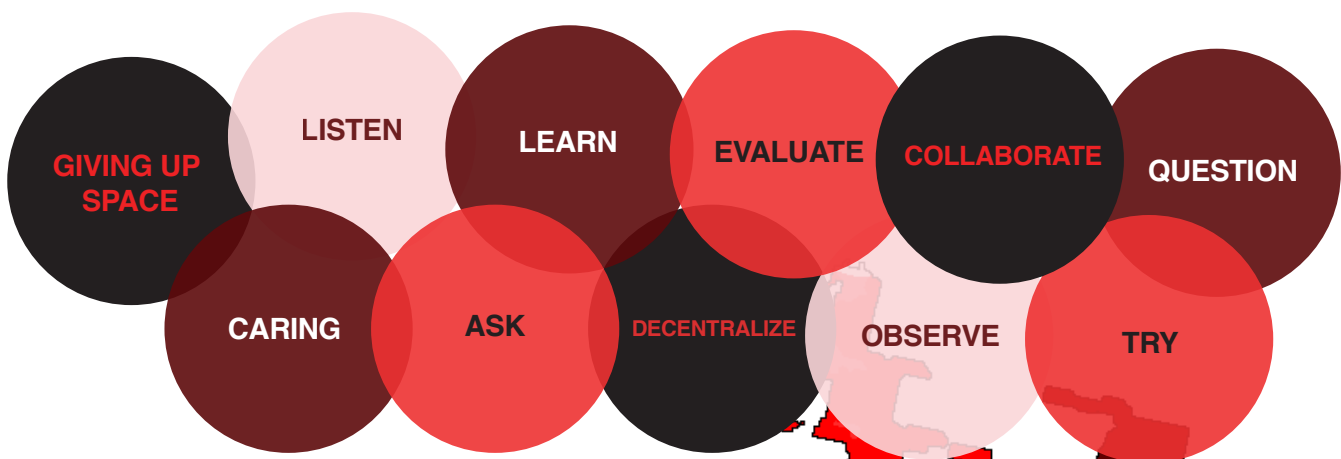 GIVING UP
SPACE
LISTEN
LEARN
EVALUATE
COLLABORATE
QUESTION
CARING
ASK
DECENTRALIZE
OBSERVE
TRY